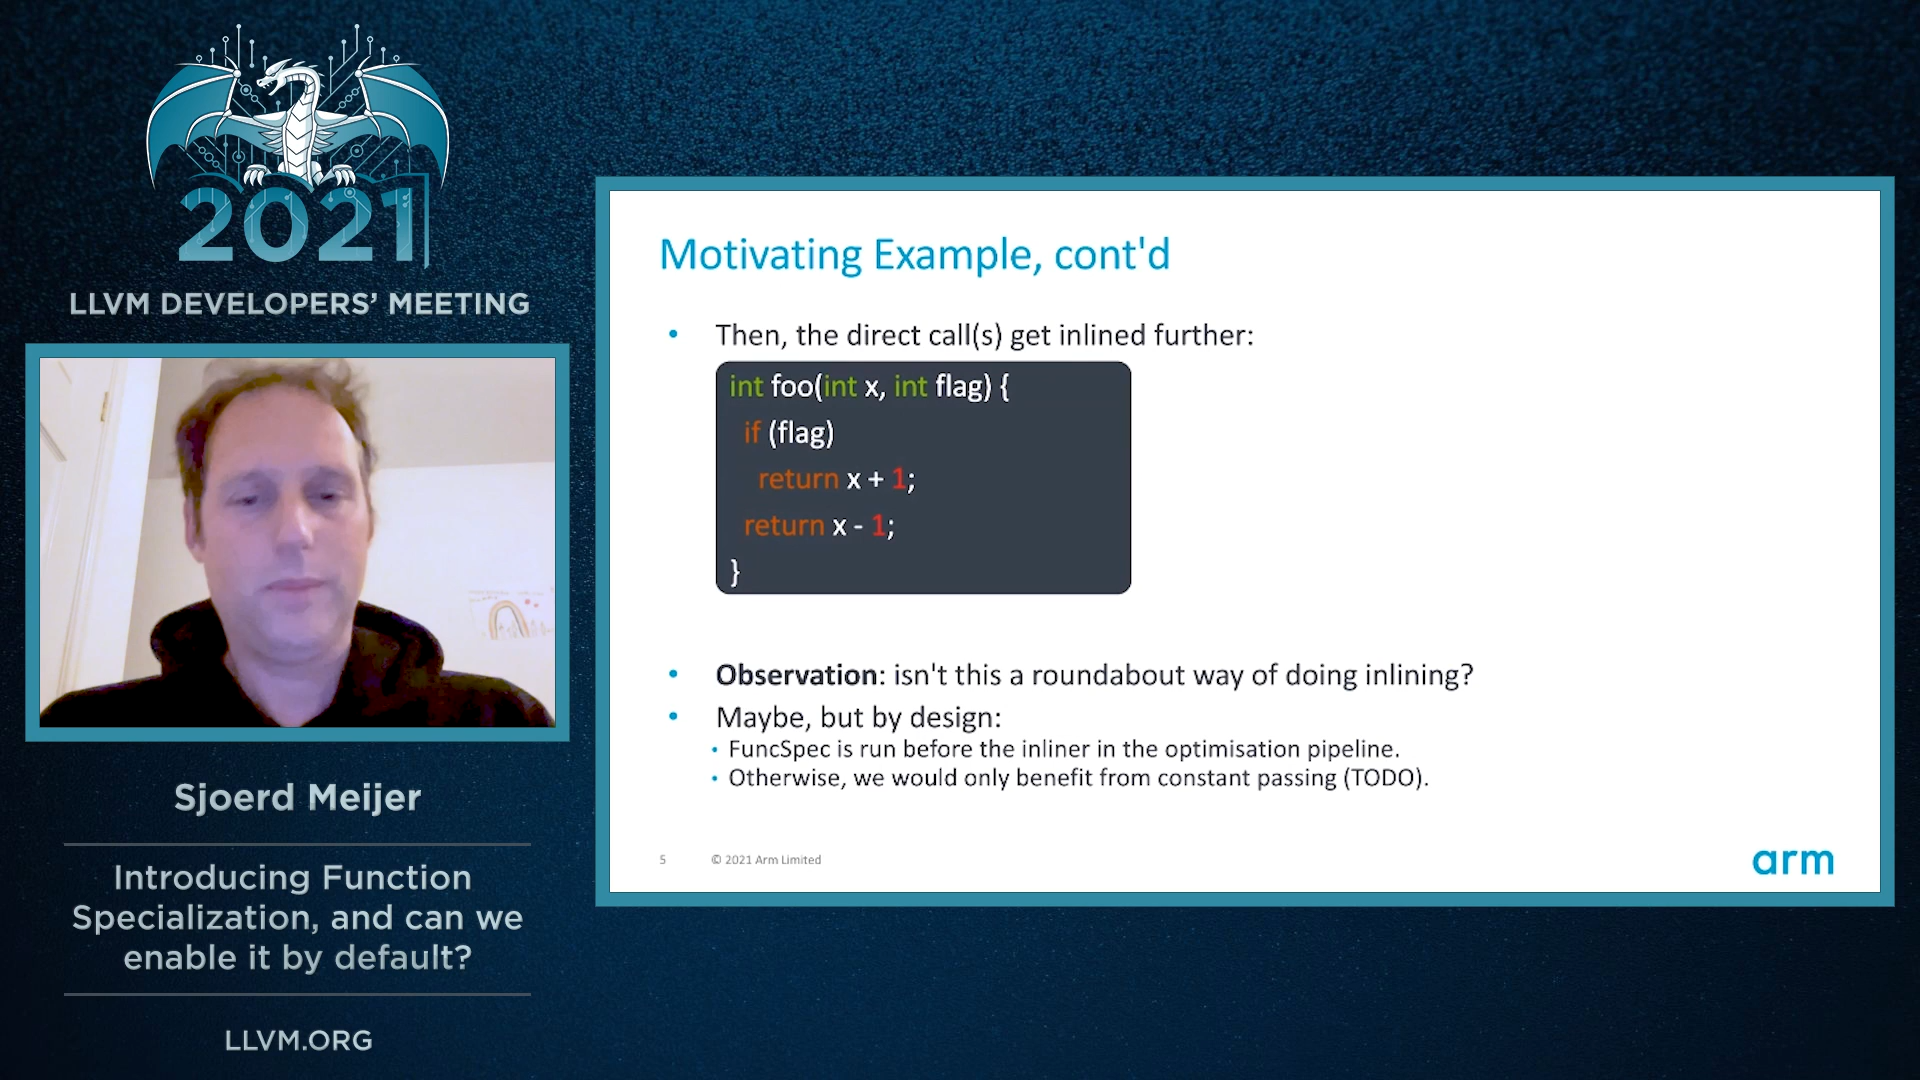 2021
LLVM DEVELOPERS' MEETING
Sjoerd Meijer
Introducing Function
Specialization, and can we
enable it by default?
LLVM.ORG
Motivating Example, cont'd
• Then, the direct call(s) get inlined further:
int foo(int x, int flag) {
if (flag)
return x + 1;
return x - 1;
}
• Observation: isn't this a roundabout way of doing inlining?
• Maybe, but by design:
• FuncSpec is run before the inliner in the optimisation pipeline.
• Otherwise, we would only benefit from constant passing (TODO).
5 © 2021 Arm Limited
arm